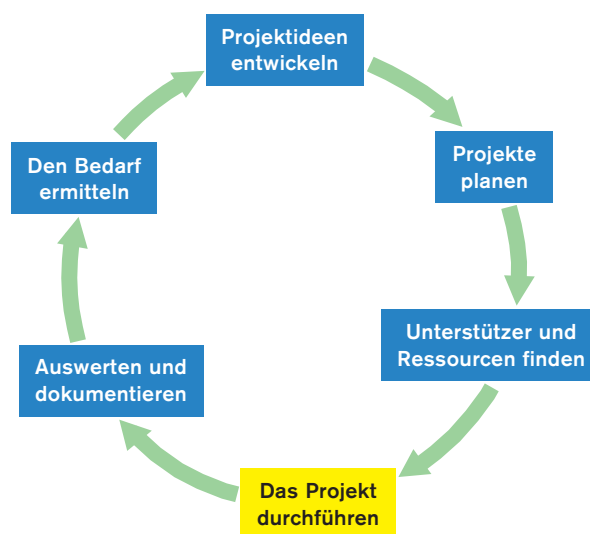 Projektideen
entwickeln
Projekte
planen
Unterstützer und
Ressourcen finden
Das Projekt
durchführen
Auswerten und
dokumentieren
Den Bedarf
ermitteln